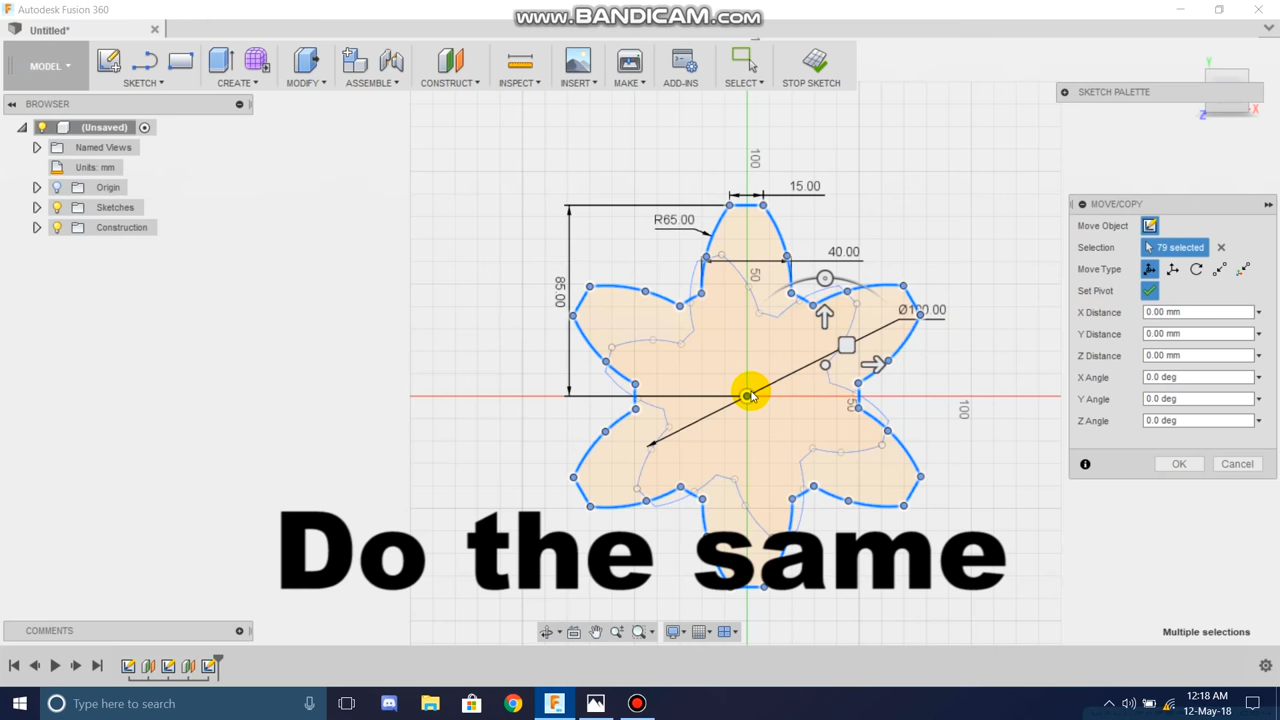 Autodesk Fusion 360
www.BANDICAM.com
Untitled*
MODEL
SKETCH
CREATE
MODIFY
ASSEMBLE
CONSTRUCT
INSPECT
INSERT
MAKE
ADD-INS
SELECT
STOP SKETCH
BROWSER
(Unsaved)
Named Views
Units: mm
Origin
Sketches
Construction
Y
X
Z
SKETCH PALETTE
100
15.00
R65.00
40.00
50
85.00
50
100
MOVE/COPY
Move Object
Selection
79 selected
Move Type
Set Pivot
X Distance
0.00 mm
Y Distance
0.00 mm
Z Distance
0.00 mm
X Angle
0.0 deg
Y Angle
0.0 deg
Z Angle
0.0 deg
OK
Cancel
Do the same
COMMENTS
Multiple selections
Type here to search
12:18 AM
12-May-18